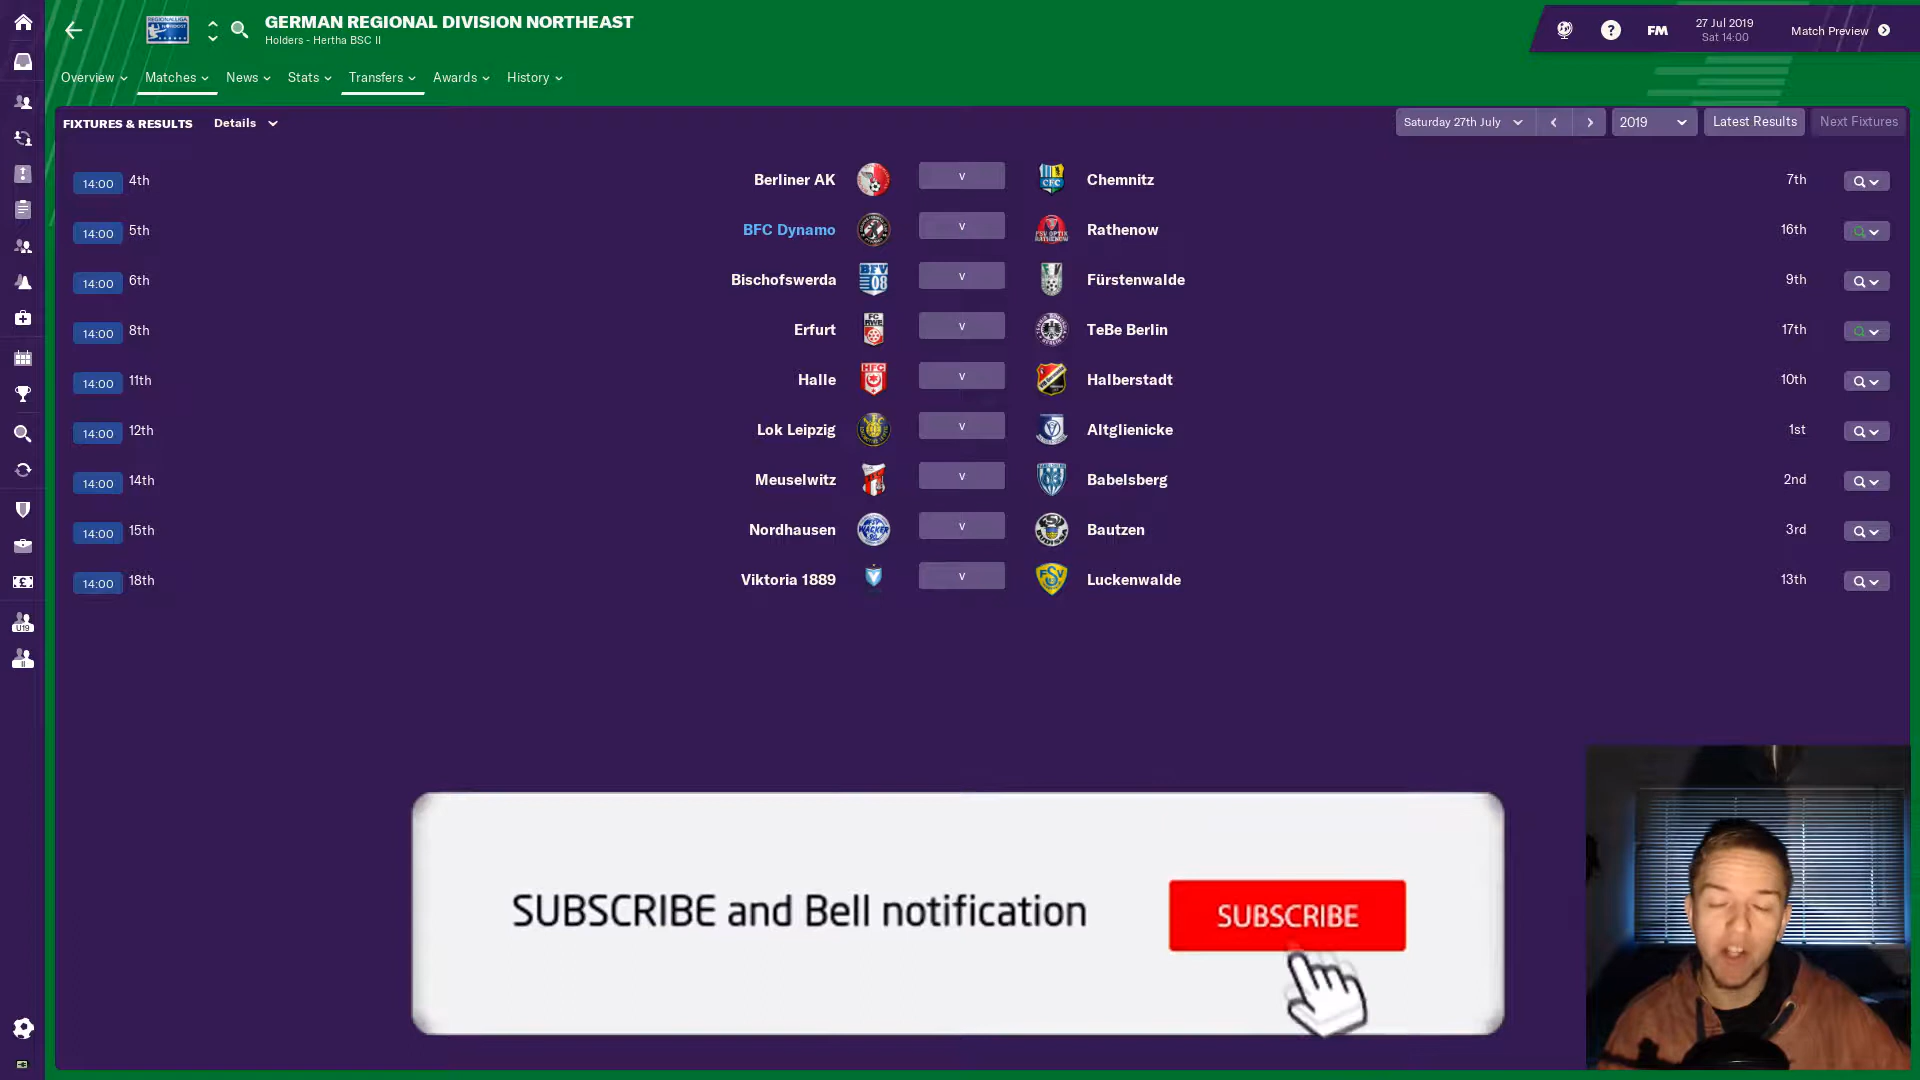 GERMAN REGIONAL DIVISION NORTHEAST
Holders - Hertha BSC II
FM
27 Jul 2019
Sat 14:00
Match Preview
Overview Matches News Stats Transfers Awards History
FIXTURES & RESULTS Details
Saturday 27th July 2019 Latest Results Next Fixtures
14:00 4th Berliner AK v Chemnitz 7th
14:00 5th BFC Dynamo v Rathenow 16th
14:00 6th Bischofswerda v Fürstenwalde 9th
14:00 8th Erfurt v TeBe Berlin 17th
14:00 11th Halle v Halberstadt 10th
14:00 12th Lok Leipzig v Altglienicke 1st
14:00 14th Meuselwitz v Babelsberg 2nd
14:00 15th Nordhausen v Bautzen 3rd
14:00 18th Viktoria 1889 v Luckenwalde 13th
U19
II
SUBSCRIBE and Bell notification
SUBSCRIBE